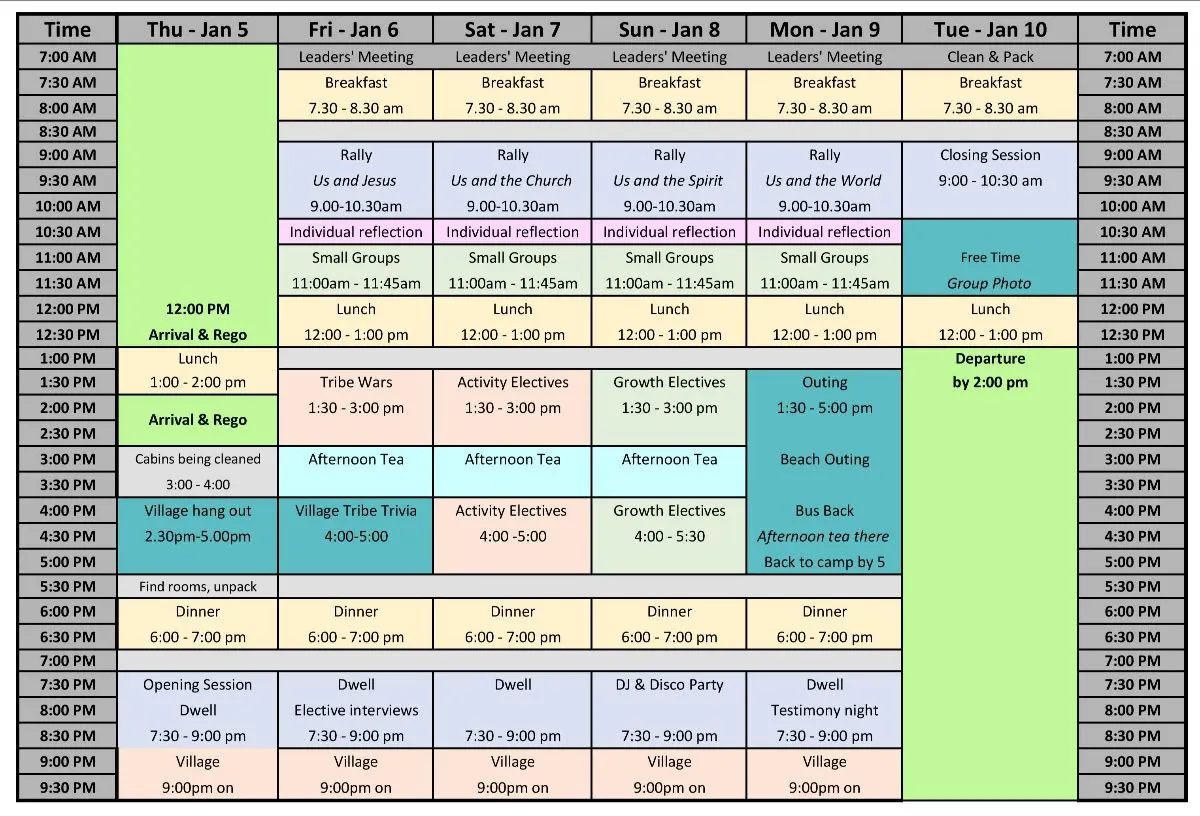 Time Thu - Jan 5 Fri - Jan 6 Sat - Jan 7 Sun - Jan 8 Mon - Jan 9 Tue - Jan 10 Time
7:00 AM Leaders' Meeting Leaders' Meeting Leaders' Meeting Leaders' Meeting Clean & Pack 7:00 AM
7:30 AM Breakfast Breakfast Breakfast Breakfast Breakfast 7:30 AM
8:00 AM 7.30 - 8.30 am 7.30 - 8.30 am 7.30 - 8.30 am 7.30 - 8.30 am 7.30 - 8.30 am 8:00 AM
8:30 AM 8:30 AM
9:00 AM Rally Rally Rally Rally Closing Session 9:00 AM
9:30 AM Us and Jesus Us and the Church Us and the Spirit Us and the World 9:00 - 10:30 am 9:30 AM
10:00 AM 9.00-10.30am 9.00-10.30am 9.00-10.30am 9.00-10.30am 10:00 AM
10:30 AM Individual reflection Individual reflection Individual reflection Individual reflection 10:30 AM
11:00 AM Small Groups Small Groups Small Groups Small Groups Free Time 11:00 AM
11:30 AM 11:00am - 11:45am 11:00am - 11:45am 11:00am - 11:45am 11:00am - 11:45am Group Photo 11:30 AM
12:00 PM 12:00 PM Lunch Lunch Lunch Lunch Lunch 12:00 PM
12:30 PM Arrival & Rego 12:00 - 1:00 pm 12:00 - 1:00 pm 12:00 - 1:00 pm 12:00 - 1:00 pm 12:00 - 1:00 pm 12:30 PM
1:00 PM Lunch Departure 1:00 PM
1:30 PM 1:00 - 2:00 pm Tribe Wars Activity Electives Growth Electives Outing by 2:00 pm 1:30 PM
2:00 PM 1:30 - 3:00 pm 1:30 - 3:00 pm 1:30 - 3:00 pm 1:30 - 5:00 pm 2:00 PM
Arrival & Rego
2:30 PM 2:30 PM
3:00 PM Cabins being cleaned Afternoon Tea Afternoon Tea Afternoon Tea Beach Outing 3:00 PM
3:30 PM 3:00 - 4:00 3:30 PM
4:00 PM Village hang out Village Tribe Trivia Activity Electives Growth Electives Bus Back 4:00 PM
4:30 PM 2.30pm-5.00pm 4:00-5:00 4:00 -5:00 4:00 - 5:30 Afternoon tea there 4:30 PM
5:00 PM Back to camp by 5 5:00 PM
5:30 PM Find rooms, unpack 5:30 PM
6:00 PM Dinner Dinner Dinner Dinner Dinner 6:00 PM
6:30 PM 6:00 - 7:00 pm 6:00 - 7:00 pm 6:00 - 7:00 pm 6:00 - 7:00 pm 6:00 - 7:00 pm 6:30 PM
7:00 PM 7:00 PM
7:30 PM Opening Session Dwell Dwell DJ & Disco Party Dwell 7:30 PM
8:00 PM Dwell Elective interviews Testimony night 8:00 PM
8:30 PM 7:30 - 9:00 pm 7:30 - 9:00 pm 7:30 - 9:00 pm 7:30 - 9:00 pm 7:30 - 9:00 pm 8:30 PM
9:00 PM Village Village Village Village Village 9:00 PM
9:30 PM 9:00pm on 9:00pm on 9:00pm on 9:00pm on 9:00pm on 9:30 PM